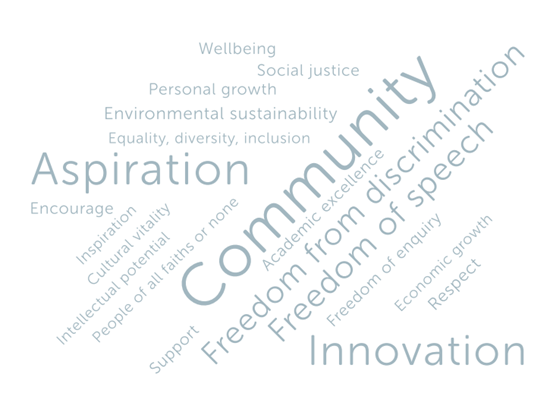 Wellbeing
Social justice
Personal growth
Environmental sustainability
Equality, diversity, inclusion
Aspiration
Encourage
Inspiration
Cultural vitality
Intellectual potential
People of all faiths or none
Support
Community
Academic excellence
Freedom from discrimination
Freedom of speech
Freedom of enquiry
Economic growth
Respect
Innovation